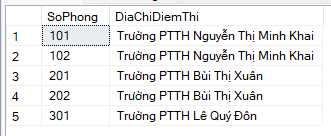 SoPhong DiaChiDiemThi
1 101 Trường PTTH Nguyễn Thị Minh Khai
2 102 Trường PTTH Nguyễn Thị Minh Khai
3 201 Trường PTTH Bùi Thị Xuân
4 202 Trường PTTH Bùi Thị Xuân
5 301 Trường PTTH Lê Quý Đôn